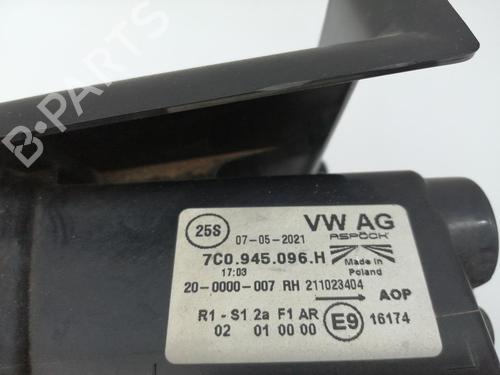 B-PARTS
25S 07-05-2021 VW AG
ASPÖCK
7C0.945.096.H
17:03 Made in
Poland
20-0000-007 RH 211023404 AOP
R1 - S1 2a F1 AR E9 16174
02 01 00 00